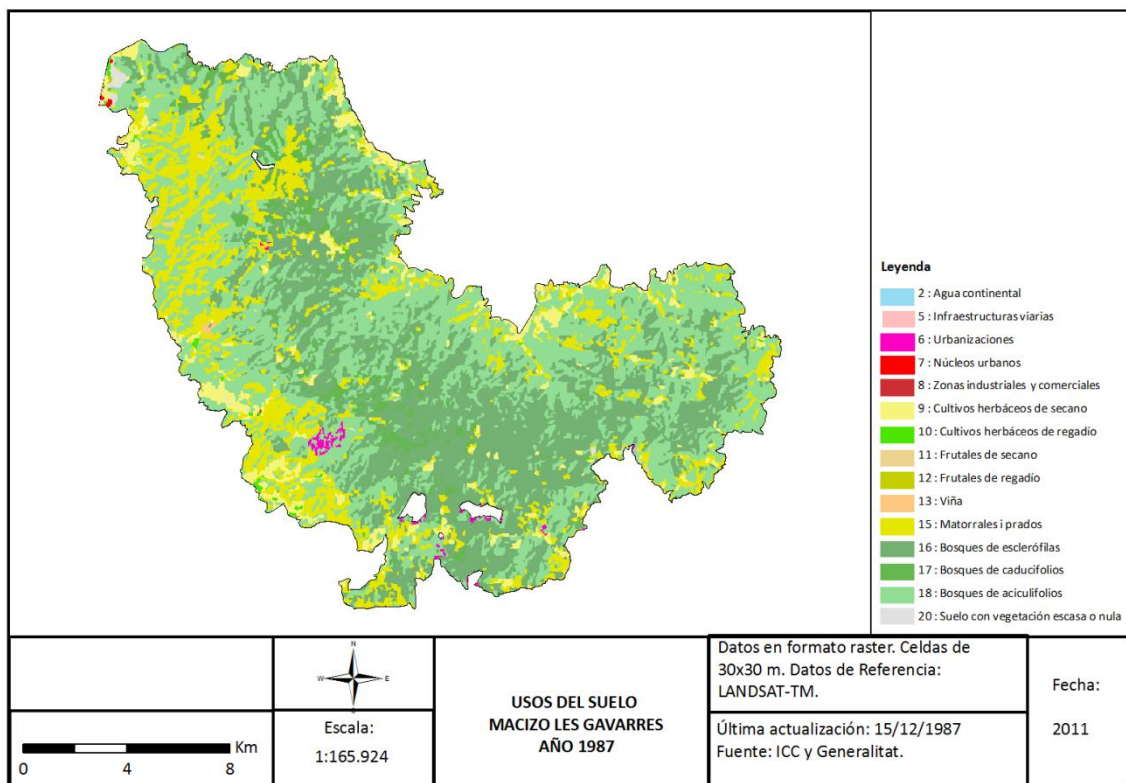 Leyenda
2 : Agua continental
5 : Infraestructuras viarias
6 : Urbanizaciones
7 : Núcleos urbanos
8 : Zonas industriales y comerciales
9 : Cultivos herbáceos de secano
10 : Cultivos herbáceos de regadío
11 : Frutales de secano
12 : Frutales de regadío
13 : Viña
15 : Matorrales i prados
16 : Bosques de esclerófilas
17 : Bosques de caducifolios
18 : Bosques de aciculifolios
20 : Suelo con vegetación escasa o nula
N
W
E
S
Km
0
4
8
Escala:
1:165.924
USOS DEL SUELO
MACIZO LES GAVARRES
AÑO 1987
Datos en formato raster. Celdas de
30x30 m. Datos de Referencia:
LANDSAT-TM.
Última actualización: 15/12/1987
Fuente: ICC y Generalitat.
Fecha:
2011